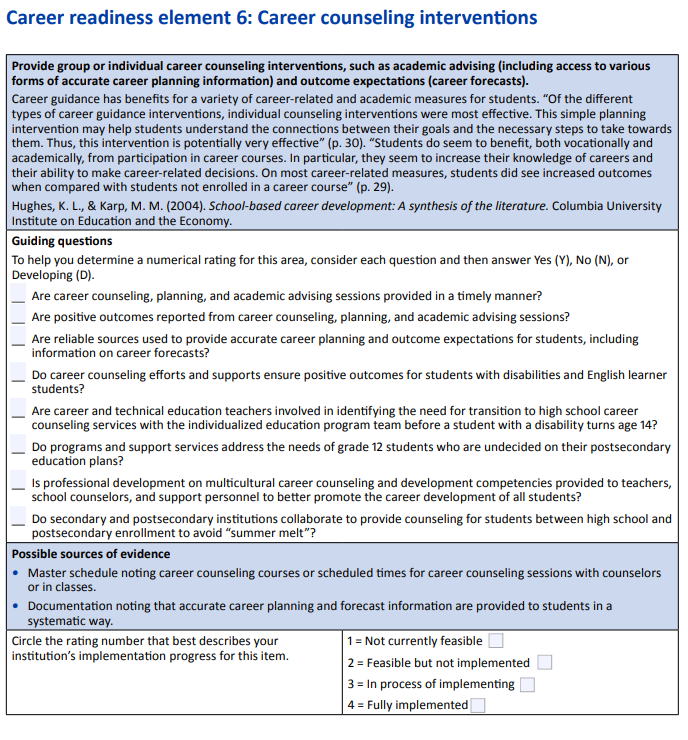 Career readiness element 6: Career counseling interventions
Provide group or individual career counseling interventions, such as academic advising (including access to various
forms of accurate career planning information) and outcome expectations (career forecasts).
Career guidance has benefits for a variety of career-related and academic measures for students. “Of the different
types of career guidance interventions, individual counseling interventions were most effective. This simple planning
intervention may help students understand the connections between their goals and the necessary steps to take towards
them. Thus, this intervention is potentially very effective” (p. 30). “Students do seem to benefit, both vocationally and
academically, from participation in career courses. In particular, they seem to increase their knowledge of careers and
their ability to make career-related decisions. On most career-related measures, students did see increased outcomes
when compared with students not enrolled in a career course” (p. 29).
Hughes, K. L., & Karp, M. M. (2004). School-based career development: A synthesis of the literature. Columbia University
Institute on Education and the Economy.
Guiding questions
To help you determine a numerical rating for this area, consider each question and then answer Yes (Y), No (N), or
Developing (D).
Are career counseling, planning, and academic advising sessions provided in a timely manner?
Are positive outcomes reported from career counseling, planning, and academic advising sessions?
Are reliable sources used to provide accurate career planning and outcome expectations for students, including
information on career forecasts?
Do career counseling efforts and supports ensure positive outcomes for students with disabilities and English learner
students?
Are career and technical education teachers involved in identifying the need for transition to high school career
counseling services with the individualized education program team before a student with a disability turns age 14?
Do programs and support services address the needs of grade 12 students who are undecided on their postsecondary
education plans?
Is professional development on multicultural career counseling and development competencies provided to teachers,
school counselors, and support personnel to better promote the career development of all students?
Do secondary and postsecondary institutions collaborate to provide counseling for students between high school and
postsecondary enrollment to avoid “summer melt”?
Possible sources of evidence
• Master schedule noting career counseling courses or scheduled times for career counseling sessions with counselors
or in classes.
• Documentation noting that accurate career planning and forecast information are provided to students in a
systematic way.
Circle the rating number that best describes your
institution’s implementation progress for this item.
1 = Not currently feasible
2 = Feasible but not implemented
3 = In process of implementing
4 = Fully implemented